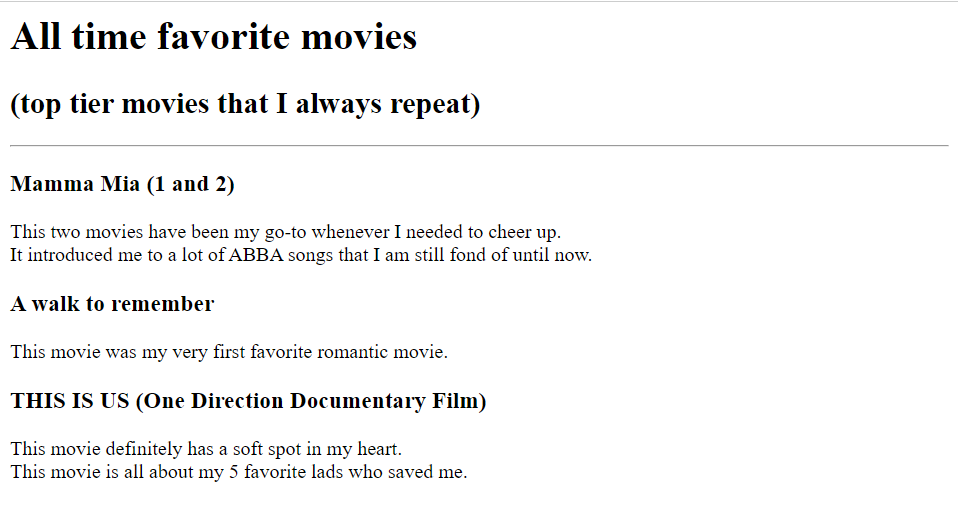 All time favorite movies
(top tier movies that I always repeat)
Mamma Mia (1 and 2)
This two movies have been my go-to whenever I needed to cheer up.
It introduced me to a lot of ABBA songs that I am still fond of until now.
A walk to remember
This movie was my very first favorite romantic movie.
THIS IS US (One Direction Documentary Film)
This movie definitely has a soft spot in my heart.
This movie is all about my 5 favorite lads who saved me.